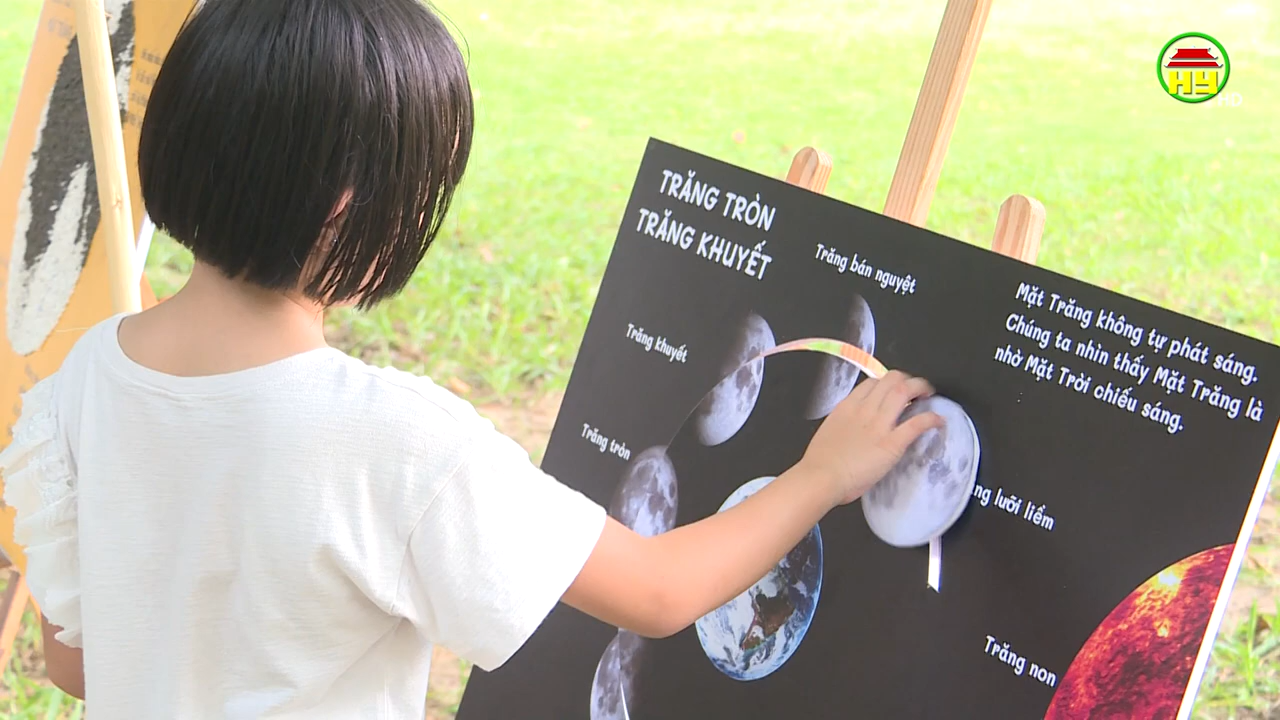 HY
HD
TRĂNG TRÒN
TRĂNG KHUYẾT
Trăng bán nguyệt
Mặt Trăng không tự phát sáng.
Chúng ta nhìn thấy Mặt Trăng là
nhờ Mặt Trời chiếu sáng.
Trăng khuyết
Trăng tròn
lưỡi liềm
Trăng non